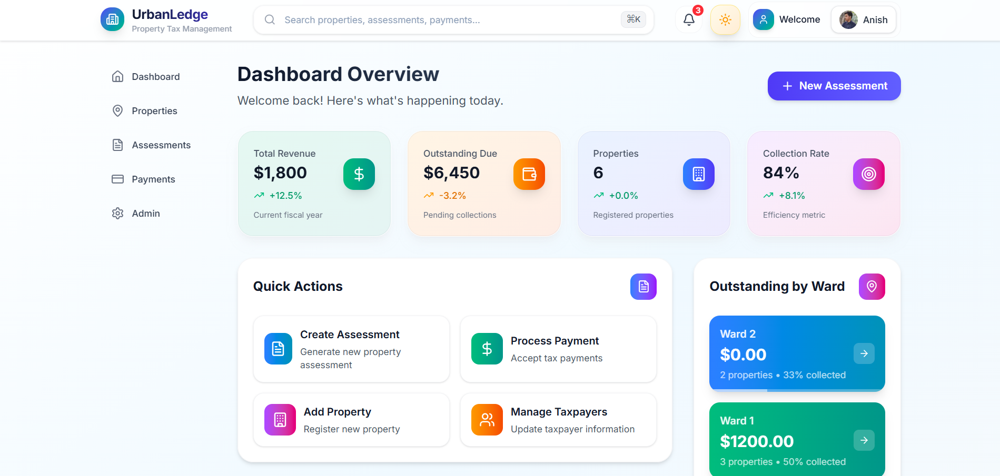 UrbanLedge
Property Tax Management
Search properties, assessments, payments...
⌘K
3
Welcome
Anish
Dashboard
Properties
Assessments
Payments
Admin
Dashboard Overview
Welcome back! Here's what's happening today.
+ New Assessment
Total Revenue
$1,800
+12.5%
Current fiscal year
Outstanding Due
$6,450
-3.2%
Pending collections
Properties
6
+0.0%
Registered properties
Collection Rate
84%
+8.1%
Efficiency metric
Quick Actions
Create Assessment
Generate new property
assessment
Process Payment
Accept tax payments
Add Property
Register new property
Manage Taxpayers
Update taxpayer information
Outstanding by Ward
Ward 2
$0.00
2 properties • 33% collected
Ward 1
$1200.00
3 properties • 50% collected